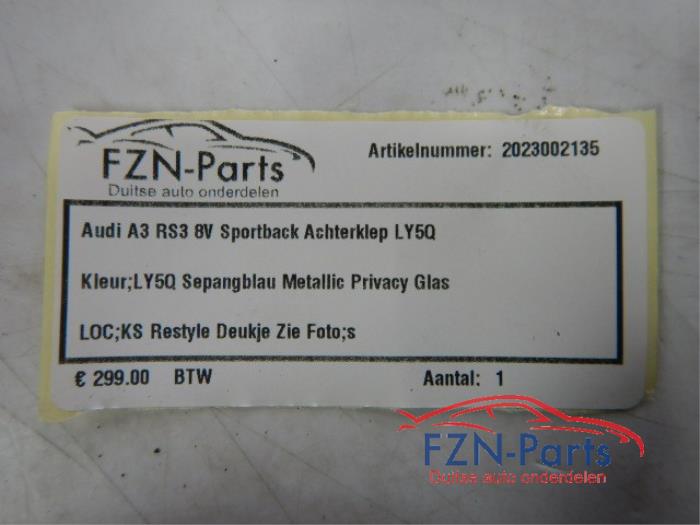 FZN-Parts
Duitse auto onderdelen
Artikelnummer: 2023002135
Audi A3 RS3 8V Sportback Achterklep LY5Q
Kleur;LY5Q Sepangblau Metallic Privacy Glas
LOC;KS Restyle Deukje Zie Foto;s
€ 299.00 BTW
Aantal: 1
FZN-Parts
Duitse auto onderdelen